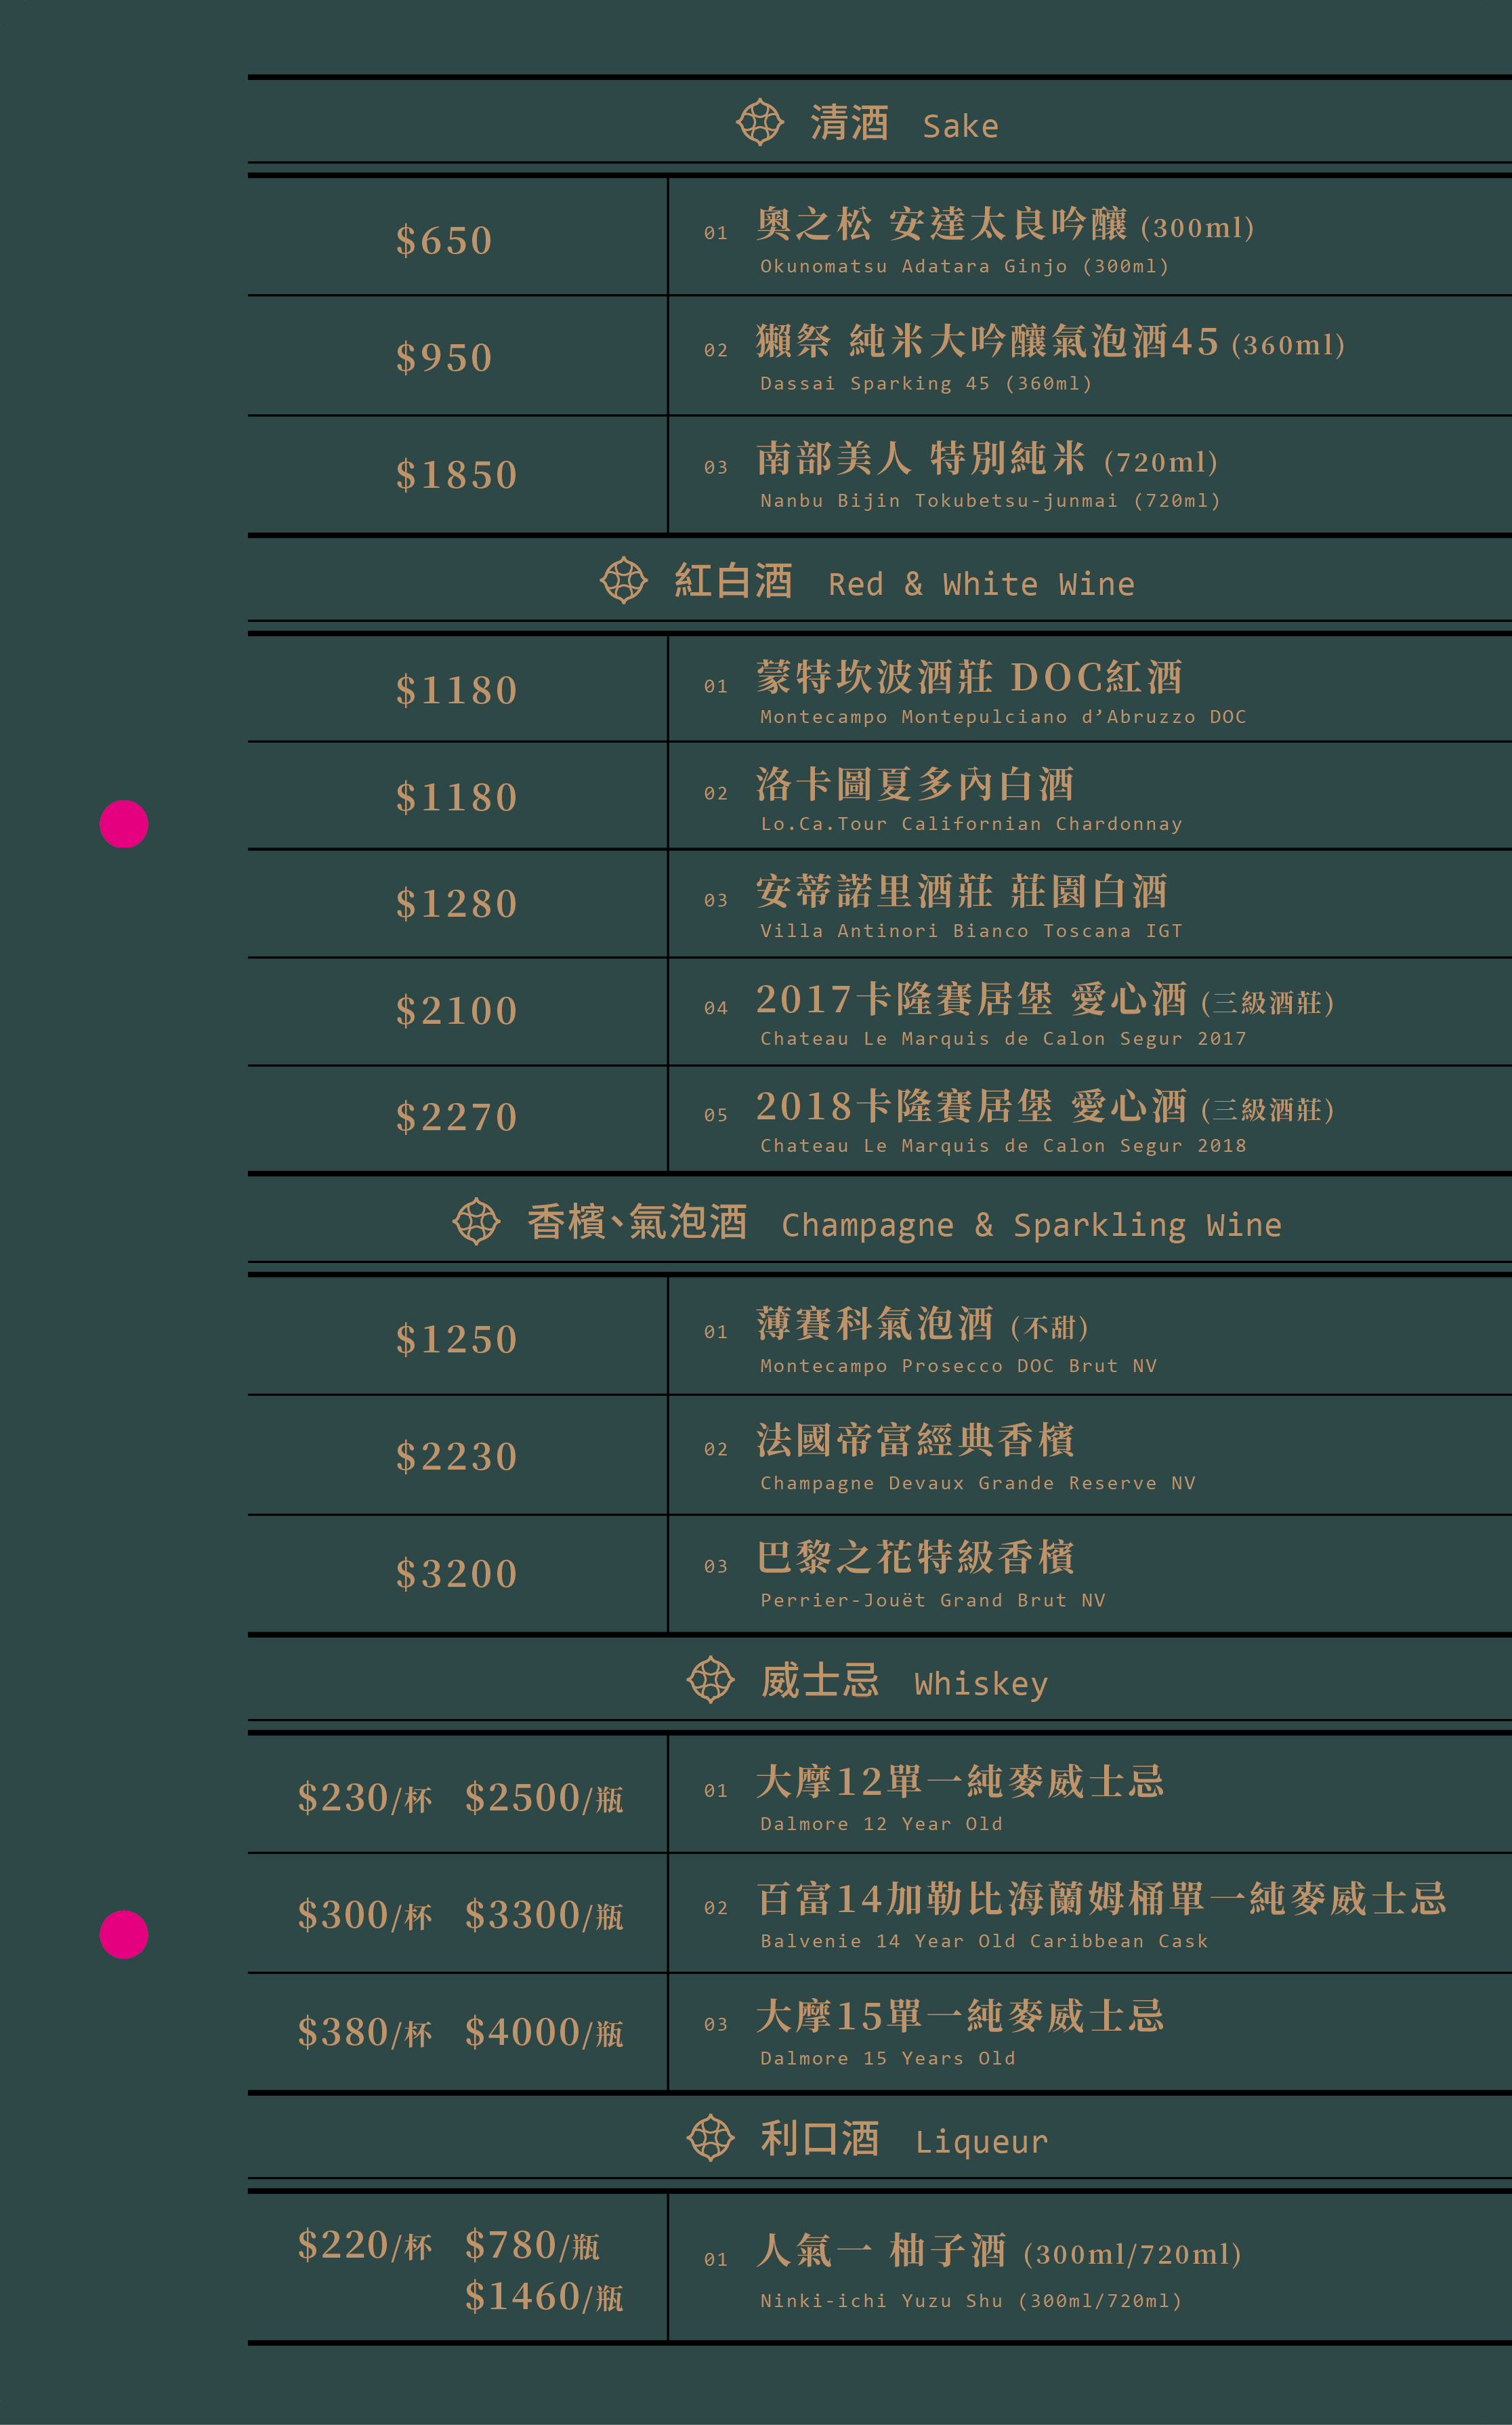 清酒 Sake
$650 01 奧之松 安達太良吟釀 (300ml)
Okunomatsu Adatara Ginjo (300ml)
$950 02 獺祭 純米大吟釀氣泡酒45 (360ml)
Dassai Sparking 45 (360ml)
$1850 03 南部美人 特別純米 (720ml)
Nanbu Bijin Tokubetsu-junmai (720ml)
紅白酒 Red & White Wine
$1180 01 蒙特坎波酒莊 DOC紅酒
Montecampo Montepulciano d’Abruzzo DOC
$1180 02 洛卡圖夏多內白酒
Lo.Ca.Tour Californian Chardonnay
$1280 03 安蒂諾里酒莊 莊園白酒
Villa Antinori Bianco Toscana IGT
$2100 04 2017卡隆賽居堡 愛心酒 (三級酒莊)
Chateau Le Marquis de Calon Segur 2017
$2270 05 2018卡隆賽居堡 愛心酒 (三級酒莊)
Chateau Le Marquis de Calon Segur 2018
香檳、氣泡酒 Champagne & Sparkling Wine
$1250 01 薄賽科氣泡酒 (不甜)
Montecampo Prosecco DOC Brut NV
$2230 02 法國帝富經典香檳
Champagne Devaux Grande Reserve NV
$3200 03 巴黎之花特級香檳
Perrier-Jouët Grand Brut NV
威士忌 Whiskey
$230/杯 $2500/瓶 01 大摩12單一純麥威士忌
Dalmore 12 Year Old
$300/杯 $3300/瓶 02 百富14加勒比海蘭姆桶單一純麥威士忌
Balvenie 14 Year Old Caribbean Cask
$380/杯 $4000/瓶 03 大摩15單一純麥威士忌
Dalmore 15 Years Old
利口酒 Liqueur
$220/杯 $780/瓶 01 人氣一 柚子酒 (300ml/720ml)
$1460/瓶 Ninki-ichi Yuzu Shu (300ml/720ml)